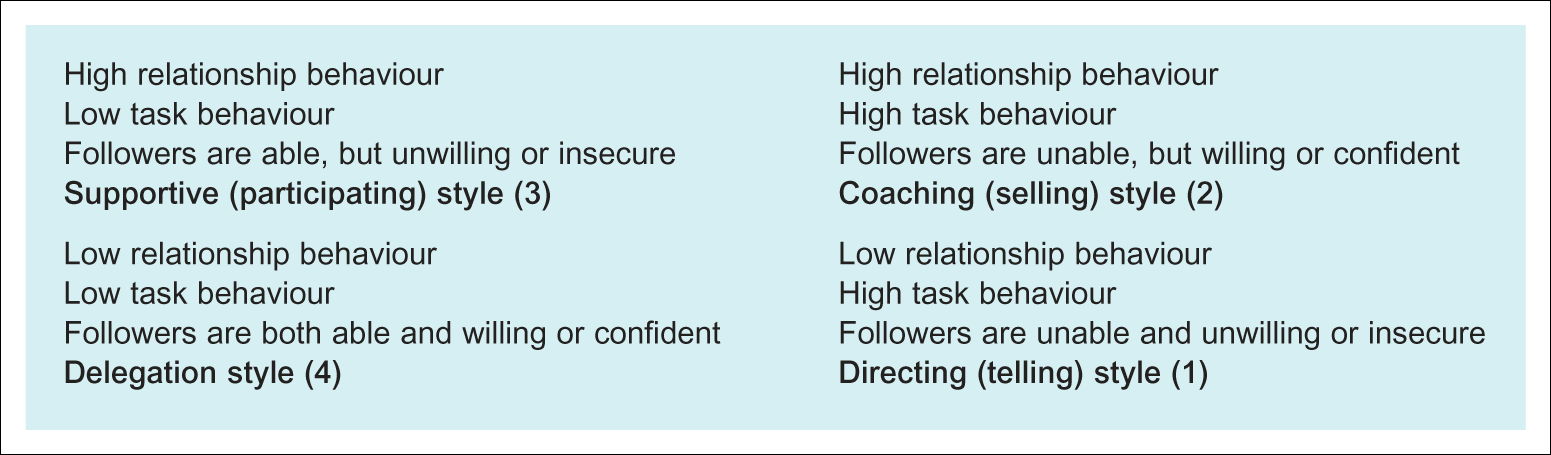 High relationship behaviour
Low task behaviour
Followers are able, but unwilling or insecure
Supportive (participating) style (3)
High relationship behaviour
High task behaviour
Followers are unable, but willing or confident
Coaching (selling) style (2)
Low relationship behaviour
Low task behaviour
Followers are both able and willing or confident
Delegation style (4)
Low relationship behaviour
High task behaviour
Followers are unable and unwilling or insecure
Directing (telling) style (1)